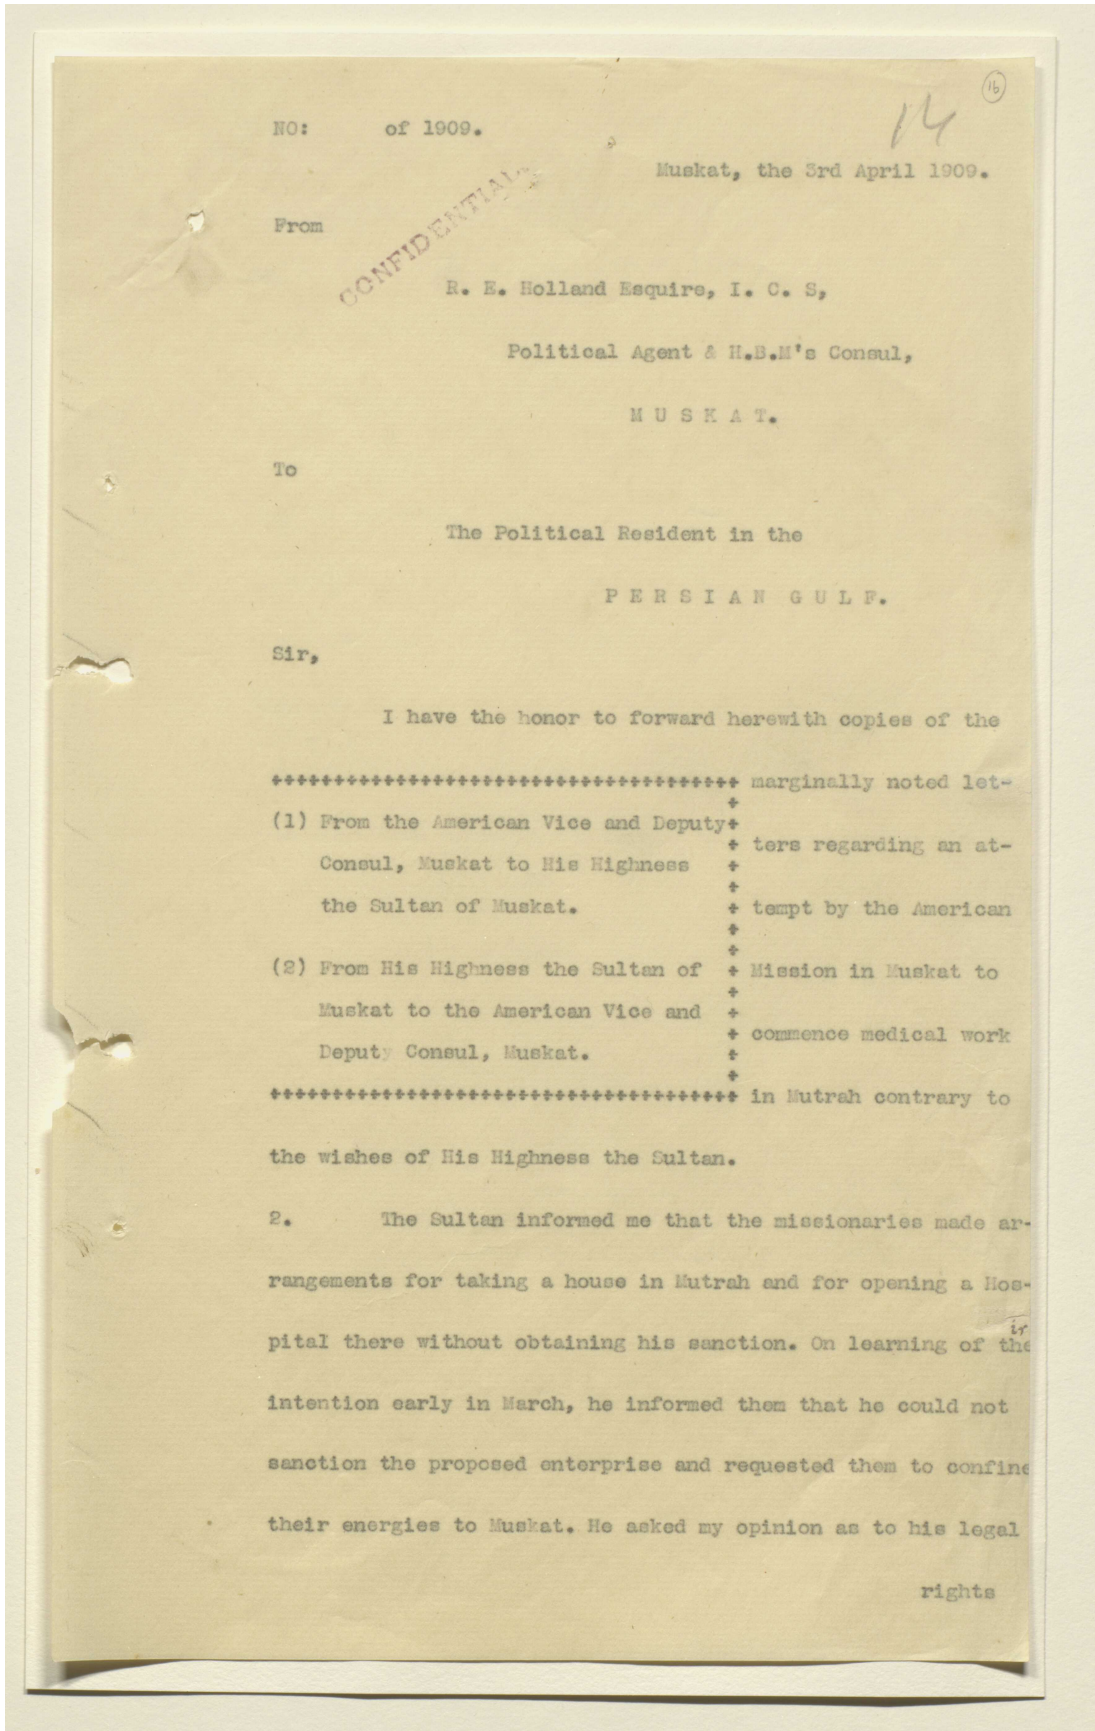 16
14
NO: of 1909.
Muskat, the 3rd April 1909.
CONFIDENTIAL
From
R. E. Holland Esquire, I. C. S,
Political Agent & H.B.M's Consul,
M U S K A T.
To
The Political Resident in the
P E R S I A N G U L F.
Sir,
I have the honor to forward herewith copies of the
++++++++++++++++++++++++++++++++++++++ marginally noted let-
(1) From the American Vice and Deputy+
ters regarding an at-
Consul, Muskat to His Highness +
the Sultan of Muskat. + tempt by the American
(2) From His Highness the Sultan of + Mission in Muskat to
Muskat to the American Vice and +
commence medical work
Deputy Consul, Muskat. +
++++++++++++++++++++++++++++++++++++++ in Mutrah contrary to
the wishes of His Highness the Sultan.
2. The Sultan informed me that the missionaries made ar-
rangements for taking a house in Mutrah and for opening a Hos-
pital there without obtaining his sanction. On learning of their
intention early in March, he informed them that he could not
sanction the proposed enterprise and requested them to confine
their energies to Muskat. He asked my opinion as to his legal
rights